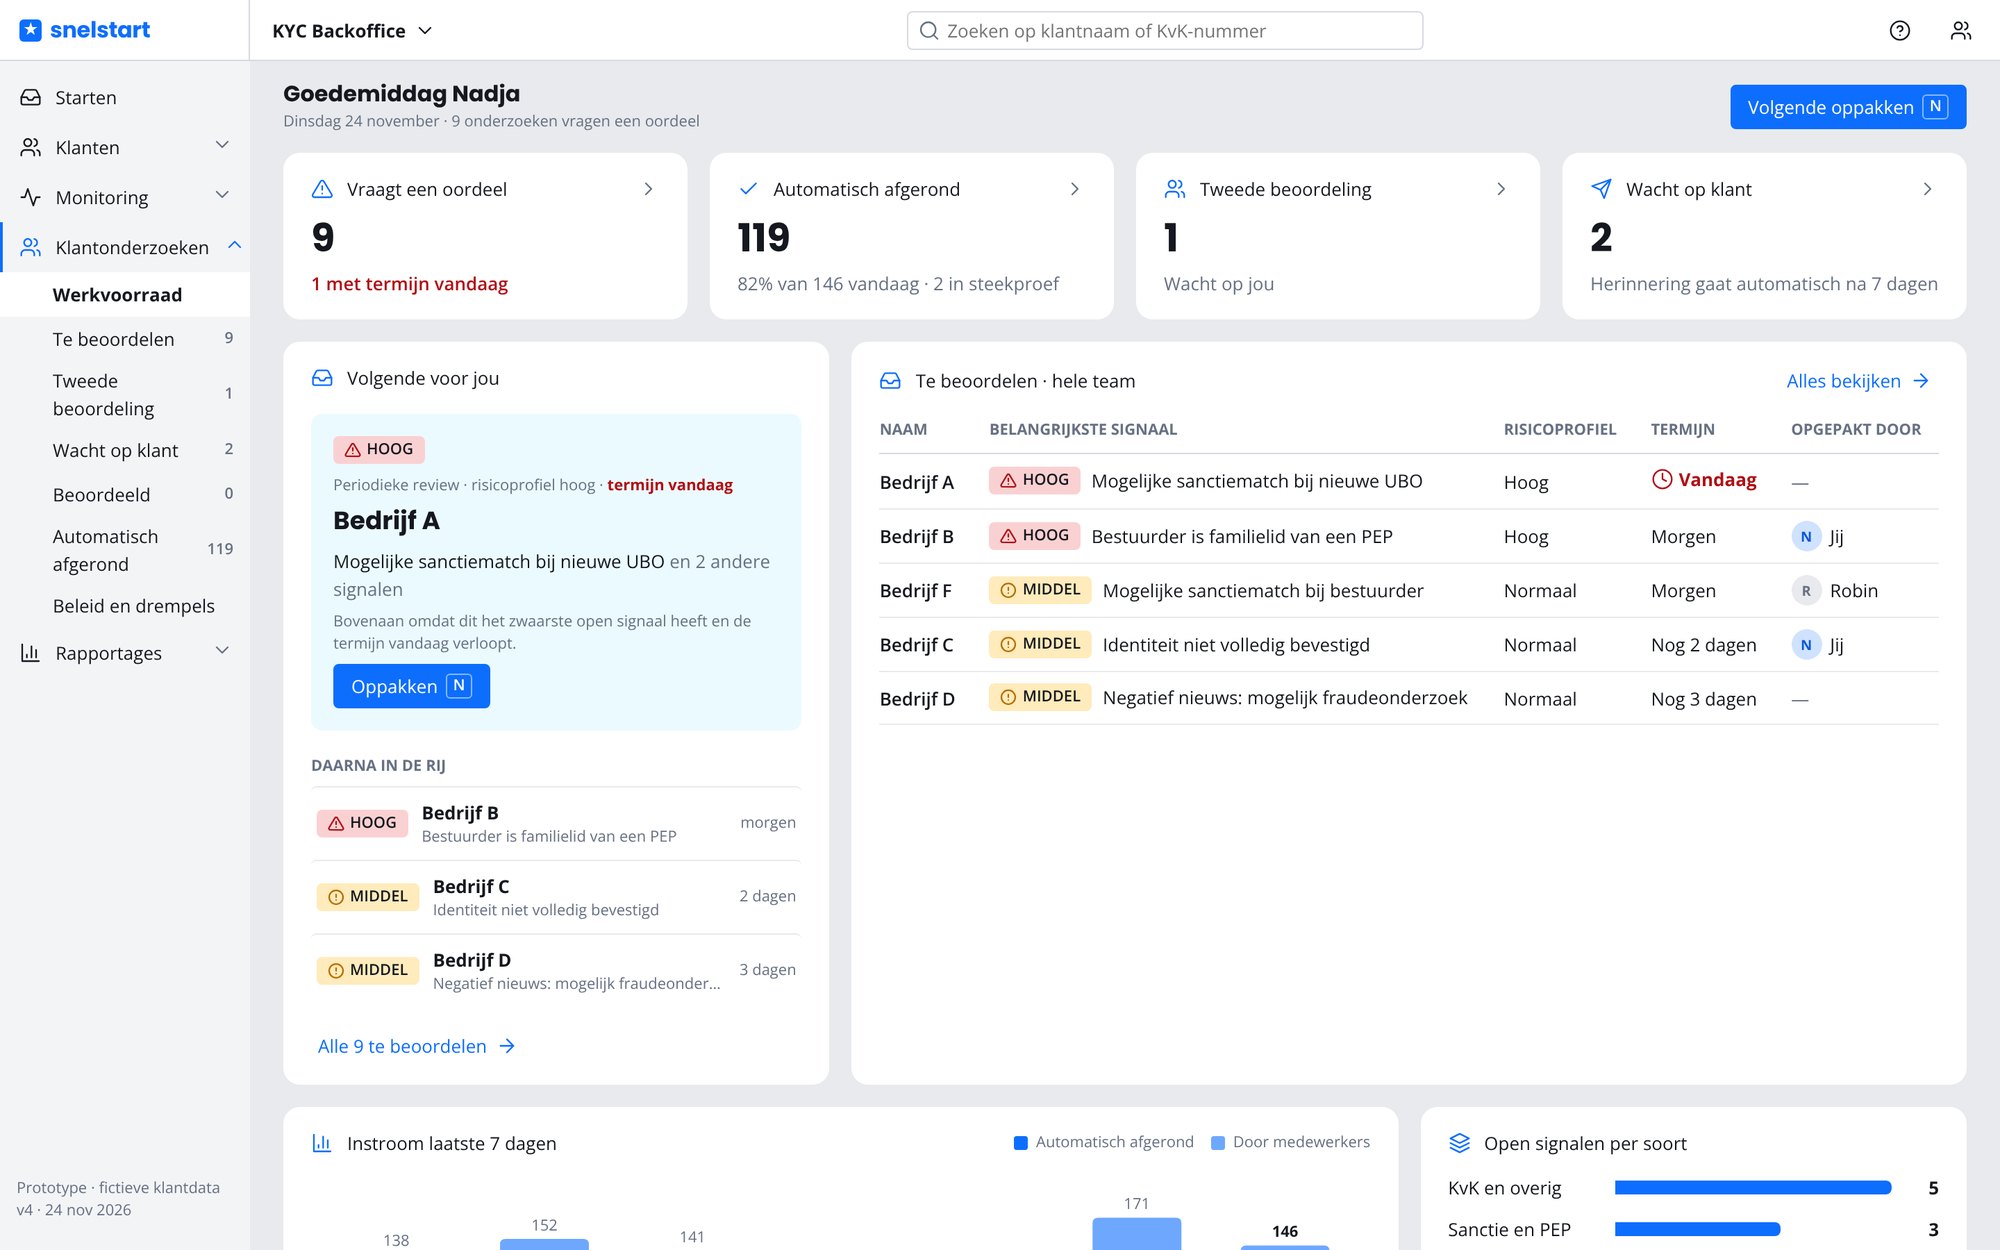 snelstart
KYC Backoffice
Zoeken op klantnaam of KvK-nummer
Starten
Klanten
Monitoring
Klantonderzoeken
Werkvoorraad
Te beoordelen 9
Tweede
beoordeling 1
Wacht op klant 2
Beoordeeld 0
Automatisch
afgerond 119
Beleid en drempels
Rapportages
Prototype · fictieve klantdata
v4 · 24 nov 2026
Goedemiddag Nadja
Dinsdag 24 november · 9 onderzoeken vragen een oordeel
Volgende oppakken N
Vraagt een oordeel
9
1 met termijn vandaag
Automatisch afgerond
119
82% van 146 vandaag · 2 in steekproef
Tweede beoordeling
1
Wacht op jou
Wacht op klant
2
Herinnering gaat automatisch na 7 dagen
Volgende voor jou
HOOG
Periodieke review · risicoprofiel hoog · termijn vandaag
Bedrijf A
Mogelijke sanctiematch bij nieuwe UBO en 2 andere
signalen
Bovenaan omdat dit het zwaarste open signaal heeft en de
termijn vandaag verloopt.
Oppakken N
DAARNA IN DE RIJ
HOOG Bedrijf B morgen
Bestuurder is familielid van een PEP
MIDDEL Bedrijf C 2 dagen
Identiteit niet volledig bevestigd
MIDDEL Bedrijf D 3 dagen
Negatief nieuws: mogelijk fraudeonder...
Alle 9 te beoordelen
Te beoordelen · hele team
Alles bekijken
NAAM BELANGRIJKSTE SIGNAAL RISICOPROFIEL TERMIJN OPGEPAKT DOOR
Bedrijf A HOOG Mogelijke sanctiematch bij nieuwe UBO Hoog Vandaag —
Bedrijf B HOOG Bestuurder is familielid van een PEP Hoog Morgen N Jij
Bedrijf F MIDDEL Mogelijke sanctiematch bij bestuurder Normaal Morgen R Robin
Bedrijf C MIDDEL Identiteit niet volledig bevestigd Normaal Nog 2 dagen N Jij
Bedrijf D MIDDEL Negatief nieuws: mogelijk fraudeonderzoek Normaal Nog 3 dagen —
Instroom laatste 7 dagen
Automatisch afgerond Door medewerkers
138
152
141
171
146
Open signalen per soort
KvK en overig 5
Sanctie en PEP 3